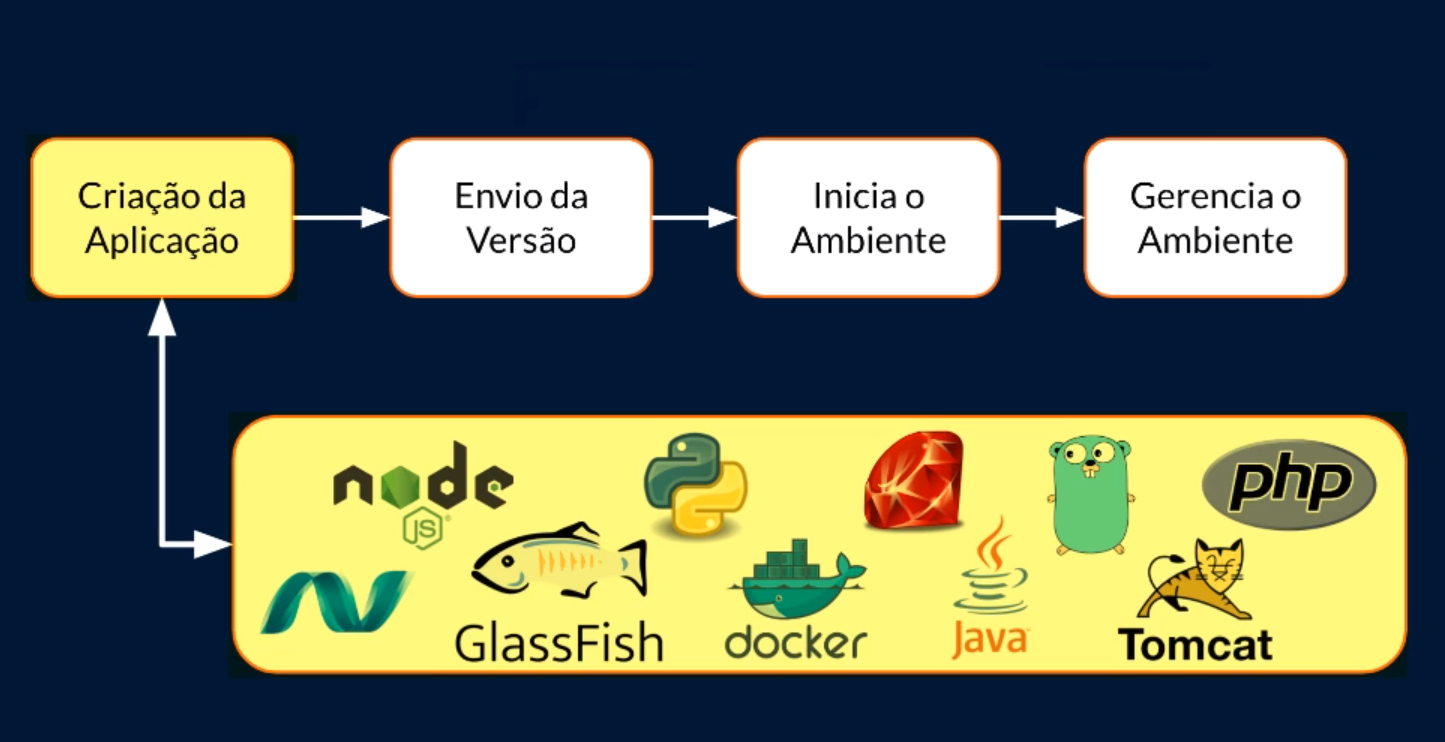 Criação da
Aplicação
Envio da
Versão
Inicia o
Ambiente
Gerencia o
Ambiente
node
JS
php
GlassFish
docker
Java
Tomcat